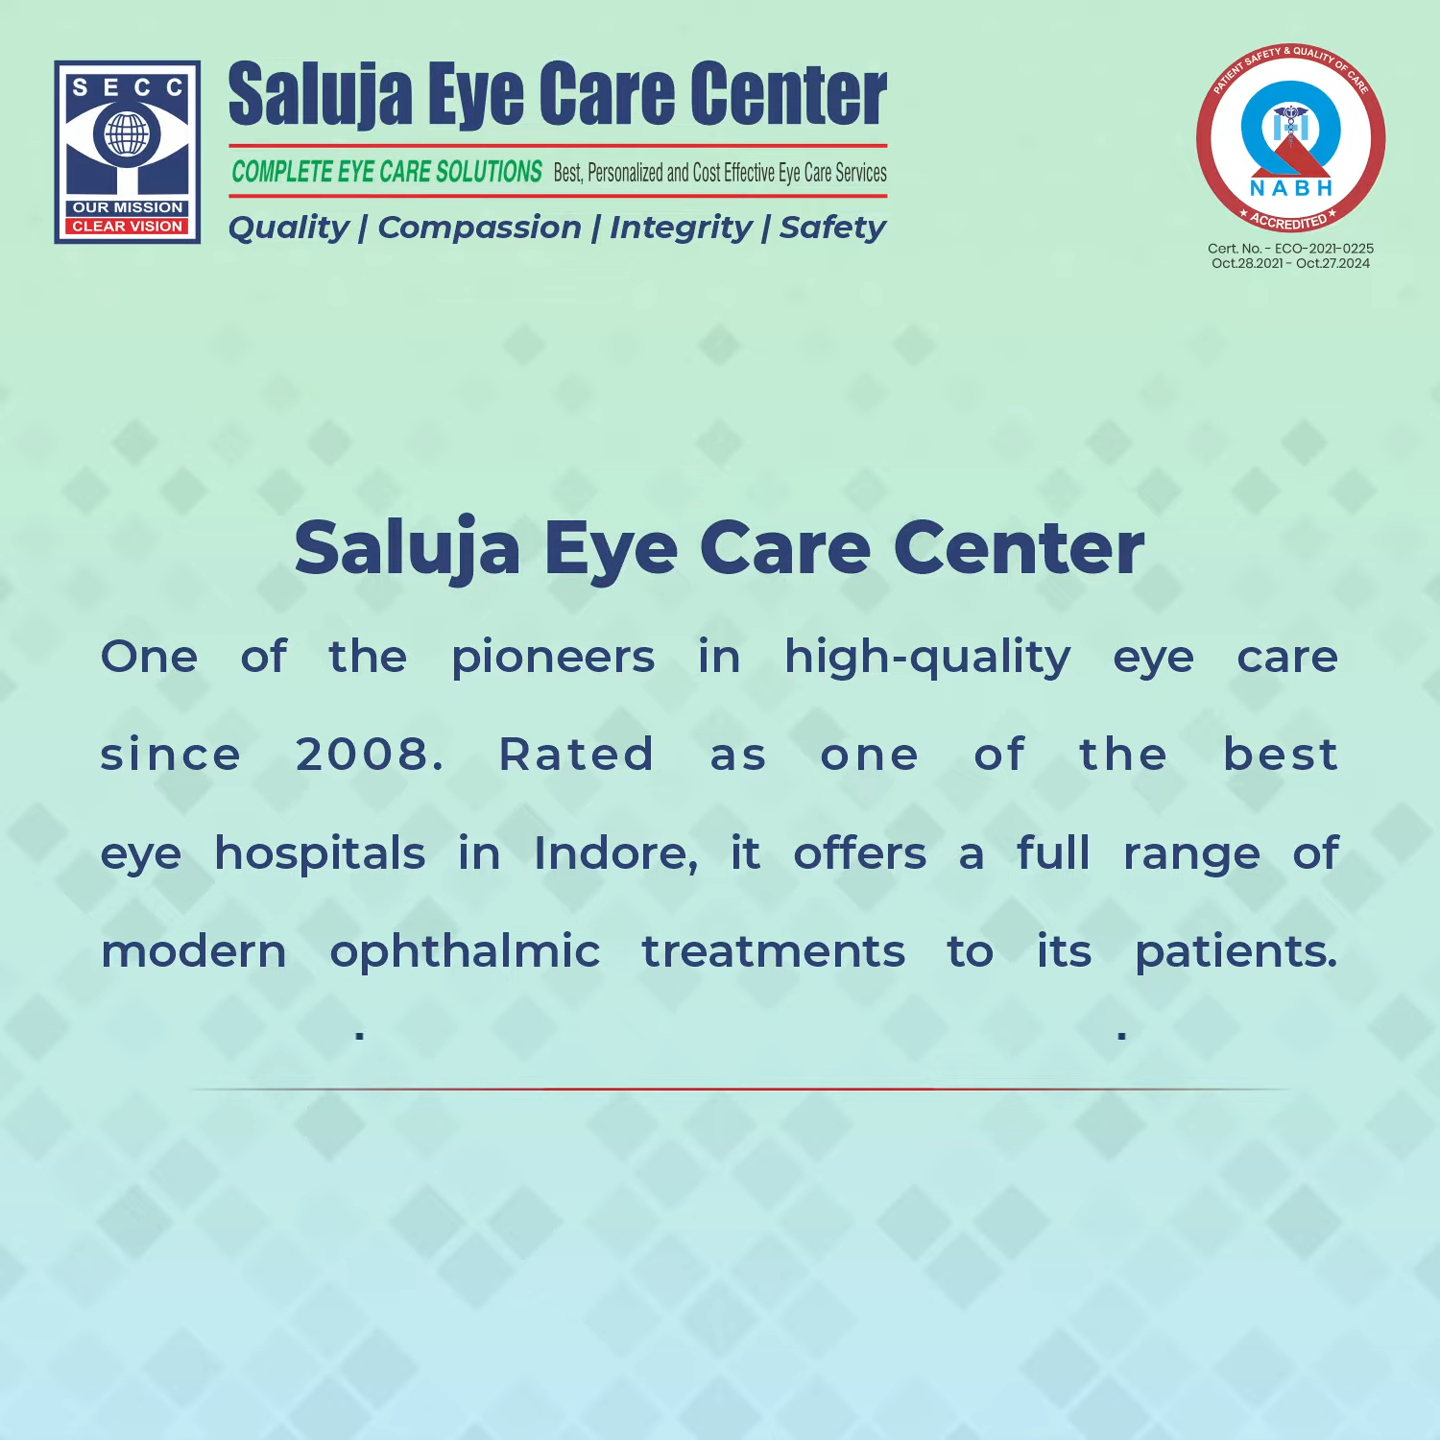 SECC
OUR MISSION
CLEAR VISION
Saluja Eye Care Center
COMPLETE EYE CARE SOLUTIONS Best, Personalized and Cost Effective Eye Care Services
Quality | Compassion | Integrity | Safety
PATIENT SAFETY & QUALITY OF CARE
NABH
★ ACCREDITED ★
Cert. No. - ECO-2021-0225
Oct.28.2021 - Oct.27.2024
Saluja Eye Care Center
One of the pioneers in high-quality eye care
since 2008. Rated as one of the best
eye hospitals in Indore, it offers a full range of
modern ophthalmic treatments to its patients.
. .